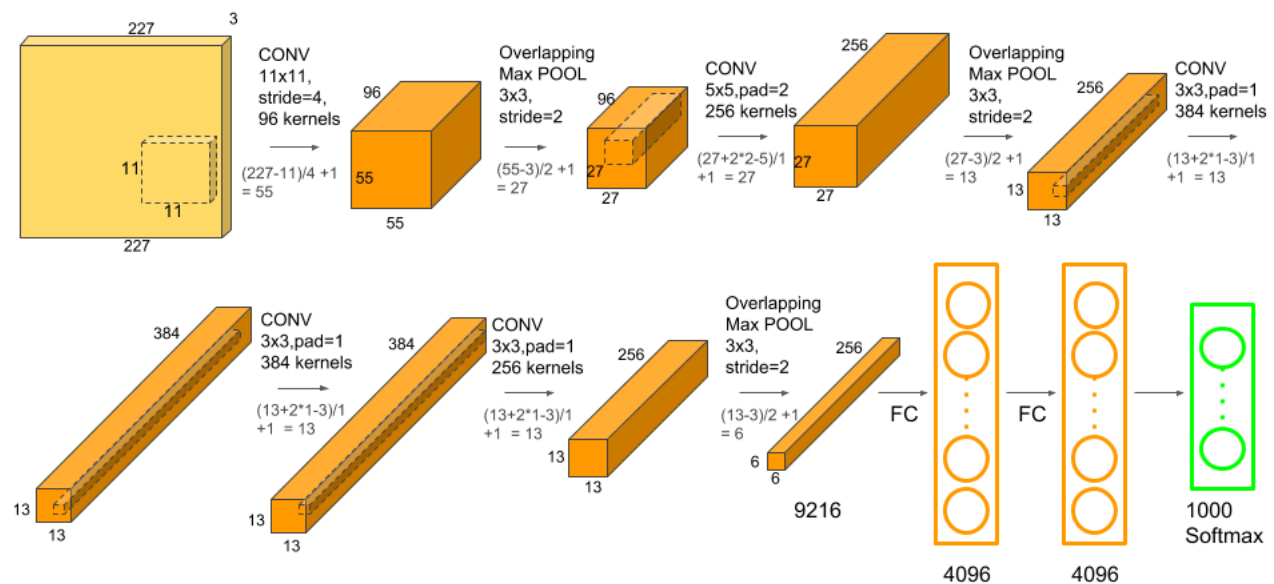 227
3
CONV
11x11,
stride=4,
96 kernels
(227-11)/4 +1
= 55
11
11
227
96
55
55
Overlapping
Max POOL
3x3,
stride=2
(55-3)/2 +1
= 27
96
27
27
CONV
5x5,pad=2
256 kernels
(27+2*2-5)/1
+1 = 27
256
27
27
Overlapping
Max POOL
3x3,
stride=2
(27-3)/2 +1
= 13
256
13
13
CONV
3x3,pad=1
384 kernels
(13+2*1-3)/1
+1 = 13
384
13
13
CONV
3x3,pad=1
384 kernels
(13+2*1-3)/1
+1 = 13
384
13
13
CONV
3x3,pad=1
256 kernels
(13+2*1-3)/1
+1 = 13
256
13
13
Overlapping
Max POOL
3x3,
stride=2
(13-3)/2 +1
= 6
256
6
6
9216
FC
4096
FC
4096
1000
Softmax